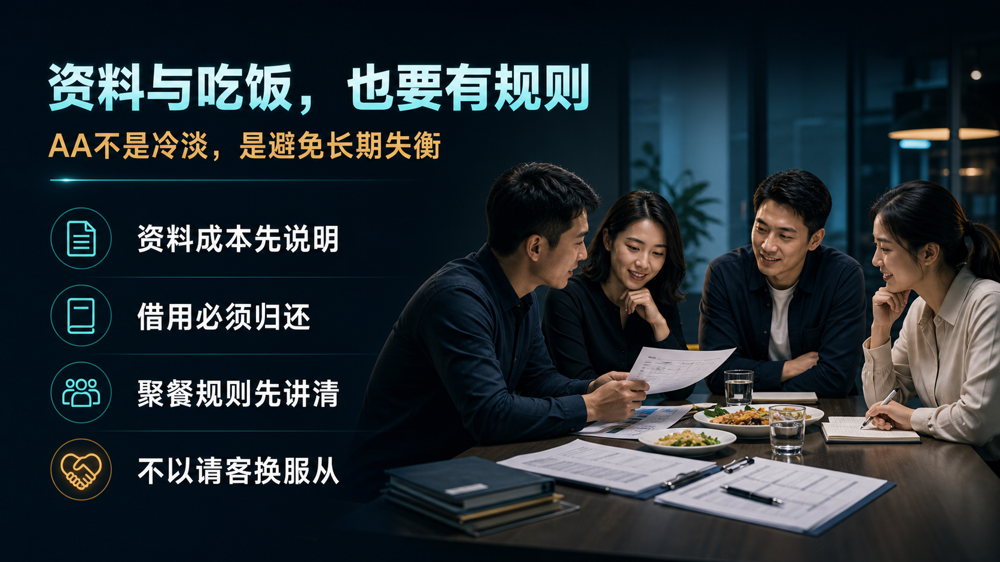 资料与吃饭，也要有规则
AA不是冷淡，是避免长期失衡
资料成本先说明
借用必须归还
聚餐规则先讲清
不以请客换服从